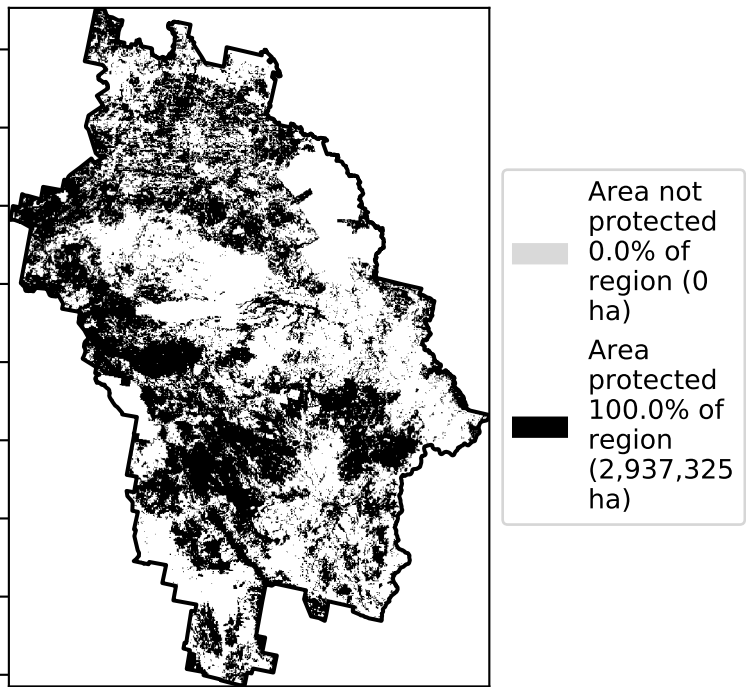 Area not
protected
0.0% of
region (0
ha)
Area
protected
100.0% of
region
(2,937,325
ha)